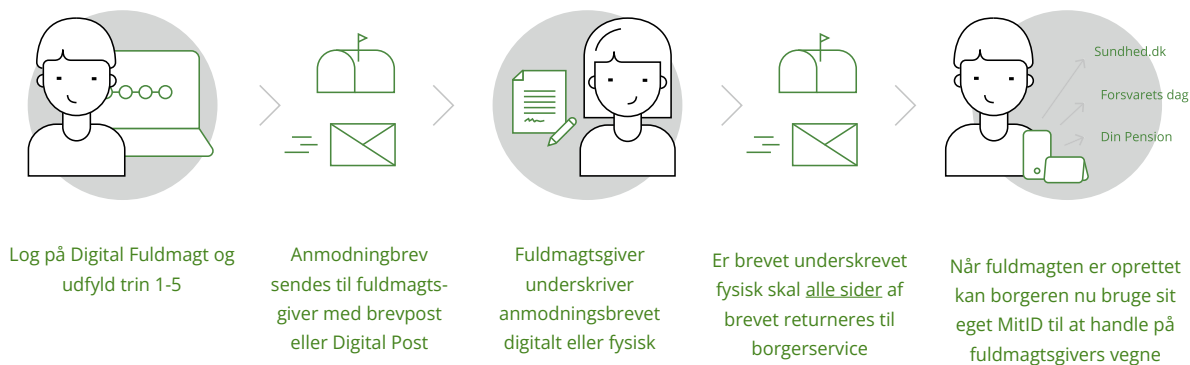 Sundhed.dk
Forsvarets dag
Din Pension
Log på Digital Fuldmagt og
udfyld trin 1-5
Anmodningbrev
sendes til fuldmagts-
giver med brevpost
eller Digital Post
Fuldmagtsgiver
underskriver
anmodningsbrevet
digitalt eller fysisk
Er brevet underskrevet
fysisk skal alle sider af
brevet returneres til
borgerservice
Når fuldmagten er oprettet
kan borgeren nu bruge sit
eget MitID til at handle på
fuldmagtsgivers vegne